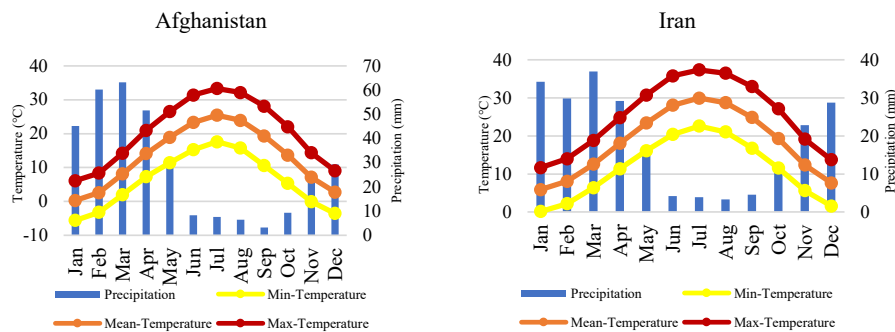 Afghanistan
Temperature (°C)
40
30
20
10
0
-10
70
60
50
40
30
20
10
0
Precipitation (mm)
Jan
Feb
Mar
Apr
May
Jun
Jul
Aug
Sep
Oct
Nov
Dec
Precipitation
Min-Temperature
Mean-Temperature
Max-Temperature
Iran
Temperature (°C)
40
30
20
10
0
40
30
20
10
0
Precipitation (mm)
Jan
Feb
Mar
Apr
May
Jun
Jul
Aug
Sep
Oct
Nov
Dec
Precipitation
Min-Temperature
Mean-Temperature
Max-Temperature